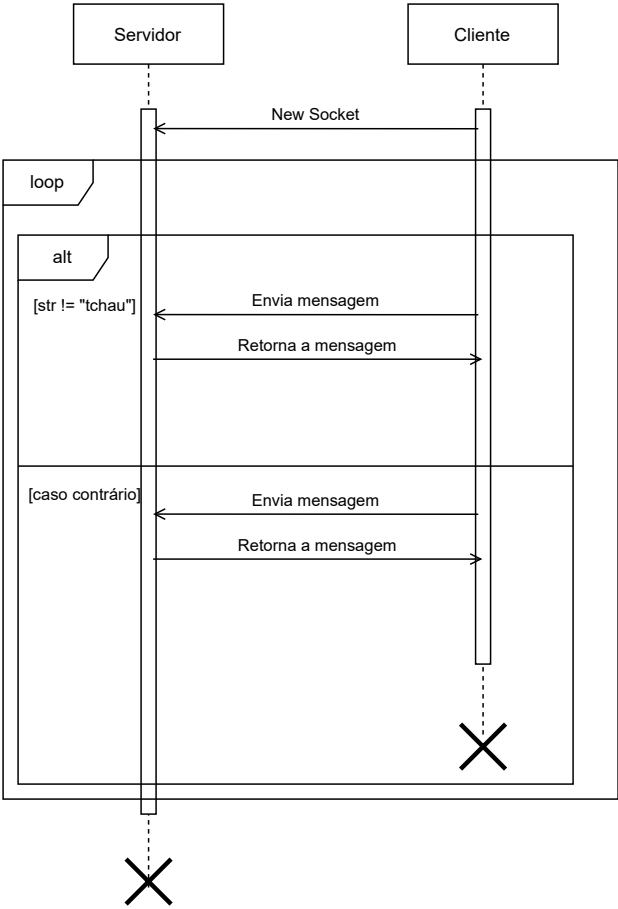 Servidor
Cliente
New Socket
loop
alt
[str != "tchau"]
Envia mensagem
Retorna a mensagem
[caso contrário]
Envia mensagem
Retorna a mensagem